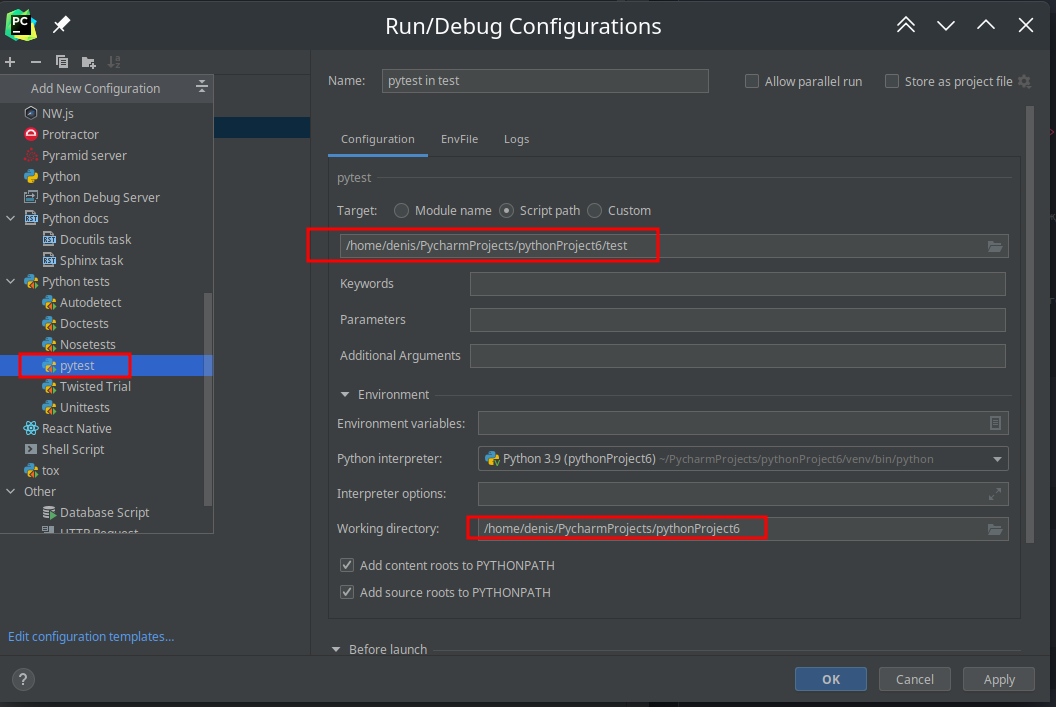 PC
Run/Debug Configurations
Add New Configuration
NW.js
Protractor
Pyramid server
Python
Python Debug Server
Python docs
Docutils task
Sphinx task
Python tests
Autodetect
Doctests
Nosetests
pytest
Twisted Trial
Unittests
React Native
Shell Script
tox
Other
Database Script
HTTP Request
Edit configuration templates...
Name: pytest in test
Allow parallel run
Store as project file
Configuration EnvFile Logs
pytest
Target: Module name Script path Custom
/home/denis/PycharmProjects/pythonProject6/test
Keywords
Parameters
Additional Arguments
Environment
Environment variables:
Python interpreter: Python 3.9 (pythonProject6) ~/PycharmProjects/pythonProject6/venv/bin/python
Interpreter options:
Working directory: /home/denis/PycharmProjects/pythonProject6
Add content roots to PYTHONPATH
Add source roots to PYTHONPATH
Before launch
? OK Cancel Apply